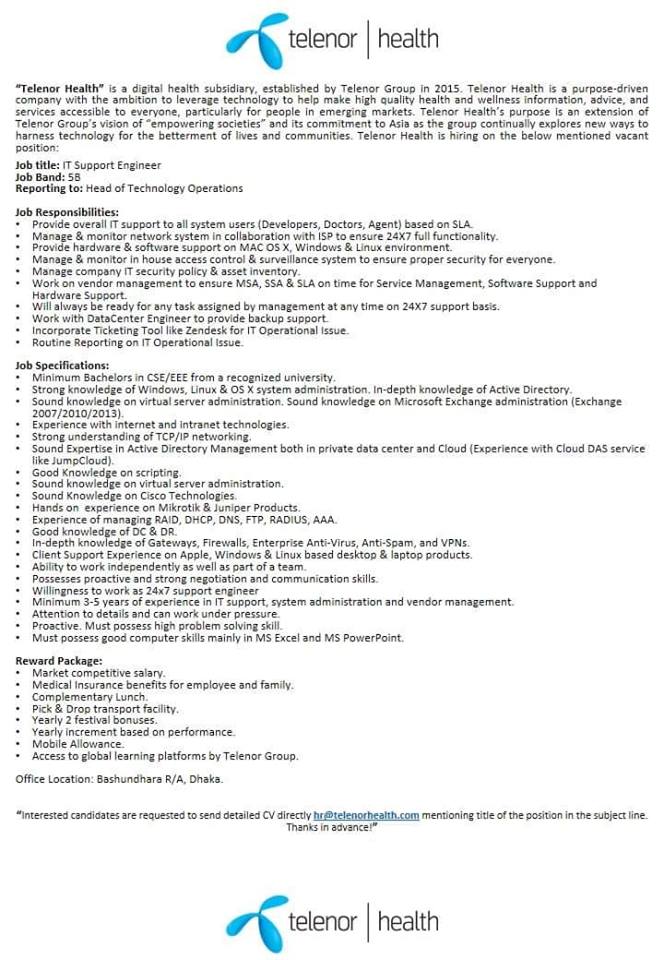 telenor | health
“Telenor Health” is a digital health subsidiary, established by Telenor Group in 2015. Telenor Health is a purpose-driven
company with the ambition to leverage technology to help make high quality health and wellness information, advice, and
services accessible to everyone, particularly for people in emerging markets. Telenor Health’s purpose is an extension of
Telenor Group’s vision of “empowering societies” and its commitment to Asia as the group continually explores new ways to
harness technology for the betterment of lives and communities. Telenor Health is hiring on the below mentioned vacant
position:
Job title: IT Support Engineer
Job Band: 5B
Reporting to: Head of Technology Operations
Job Responsibilities:
• Provide overall IT support to all system users (Developers, Doctors, Agent) based on SLA.
• Manage & monitor network system in collaboration with ISP to ensure 24X7 full functionality.
• Provide hardware & software support on MAC OS X, Windows & Linux environment.
• Manage & monitor in house access control & surveillance system to ensure proper security for everyone.
• Manage company IT security policy & asset inventory.
• Work on vendor management to ensure MSA, SSA & SLA on time for Service Management, Software Support and
Hardware Support.
• Will always be ready for any task assigned by management at any time on 24X7 support basis.
• Work with DataCenter Engineer to provide backup support.
• Incorporate Ticketing Tool like Zendesk for IT Operational Issue.
• Routine Reporting on IT Operational Issue.
Job Specifications:
• Minimum Bachelors in CSE/EEE from a recognized university.
• Strong knowledge of Windows, Linux & OS X system administration. In-depth knowledge of Active Directory.
• Sound knowledge on virtual server administration. Sound knowledge on Microsoft Exchange administration (Exchange
2007/2010/2013).
• Experience with internet and intranet technologies.
• Strong understanding of TCP/IP networking.
• Sound Expertise in Active Directory Management both in private data center and Cloud (Experience with Cloud DAS service
like JumpCloud).
• Good Knowledge on scripting.
• Sound knowledge on virtual server administration.
• Sound Knowledge on Cisco Technologies.
• Hands on experience on Mikrotik & Juniper Products.
• Experience of managing RAID, DHCP, DNS, FTP, RADIUS, AAA.
• Good knowledge of DC & DR.
• In-depth knowledge of Gateways, Firewalls, Enterprise Anti-Virus, Anti-Spam, and VPNs.
• Client Support Experience on Apple, Windows & Linux based desktop & laptop products.
• Ability to work independently as well as part of a team.
• Possesses proactive and strong negotiation and communication skills.
• Willingness to work as 24x7 support engineer
• Minimum 3-5 years of experience in IT support, system administration and vendor management.
• Attention to details and can work under pressure.
• Proactive. Must possess high problem solving skill.
• Must possess good computer skills mainly in MS Excel and MS PowerPoint.
Reward Package:
• Market competitive salary.
• Medical Insurance benefits for employee and family.
• Complementary Lunch.
• Pick & Drop transport facility.
• Yearly 2 festival bonuses.
• Yearly increment based on performance.
• Mobile Allowance.
• Access to global learning platforms by Telenor Group.
Office Location: Bashundhara R/A, Dhaka.
“Interested candidates are requested to send detailed CV directly hr@telenorhealth.com mentioning title of the position in the subject line.
Thanks in advance!”
telenor | health